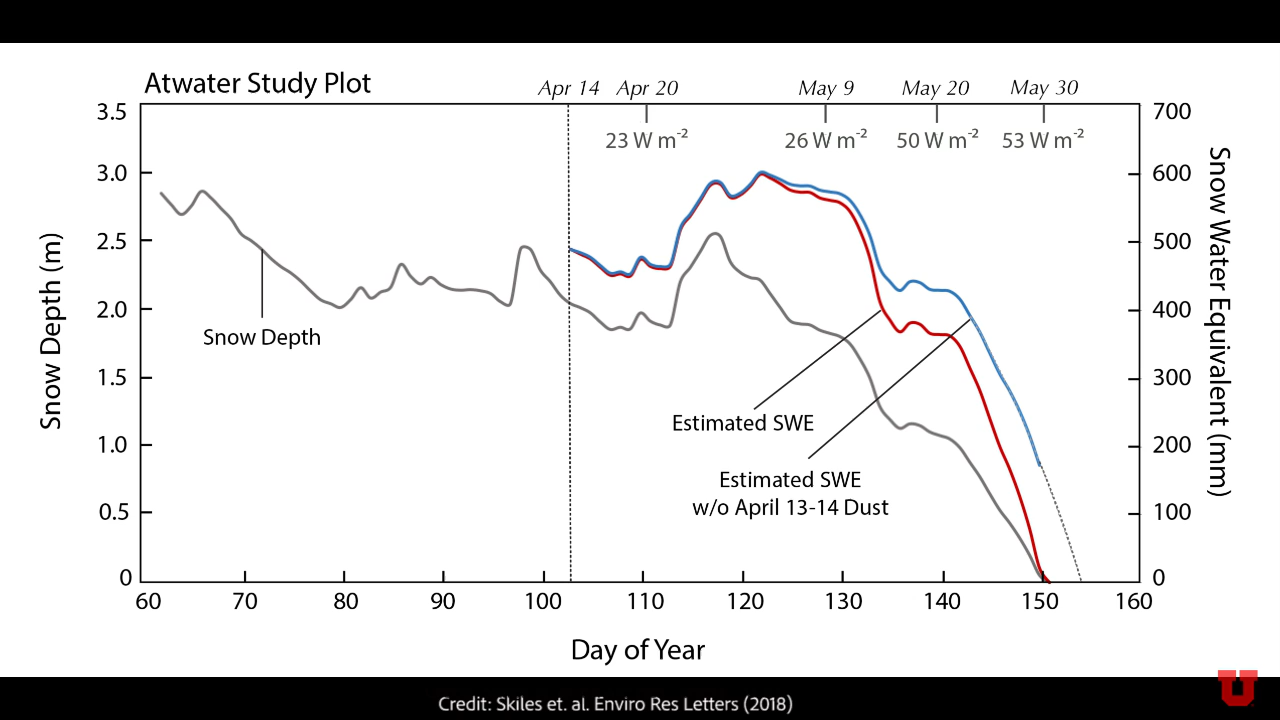 Atwater Study Plot
Apr 14 Apr 20 May 9 May 20 May 30
23 W m⁻² 26 W m⁻² 50 W m⁻² 53 W m⁻²
3.5
3.0
2.5
2.0
1.5
1.0
0.5
0
Snow Depth (m)
700
600
500
400
300
200
100
0
Snow Water Equivalent (mm)
Snow Depth
Estimated SWE
Estimated SWE
w/o April 13-14 Dust
60 70 80 90 100 110 120 130 140 150 160
Day of Year
Credit: Skiles et. al. Enviro Res Letters (2018)
U